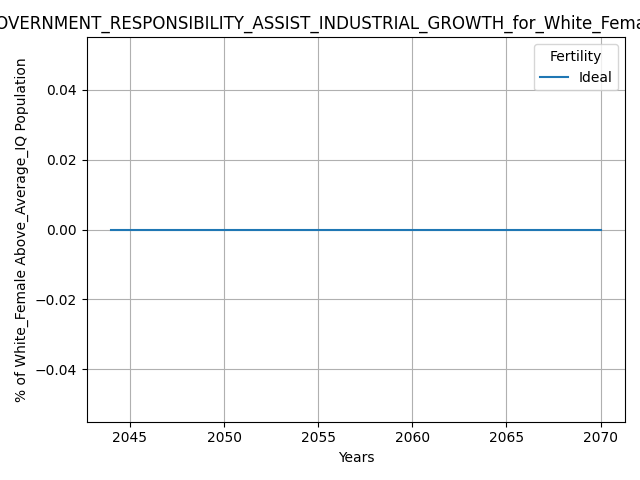 OVERNMENT_RESPONSIBILITY_ASSIST_INDUSTRIAL_GROWTH_for_White_Fema
Fertility
Ideal
% of White_Female Above_Average_IQ Population
0.04
0.02
0.00
−0.02
−0.04
2045 2050 2055 2060 2065 2070
Years